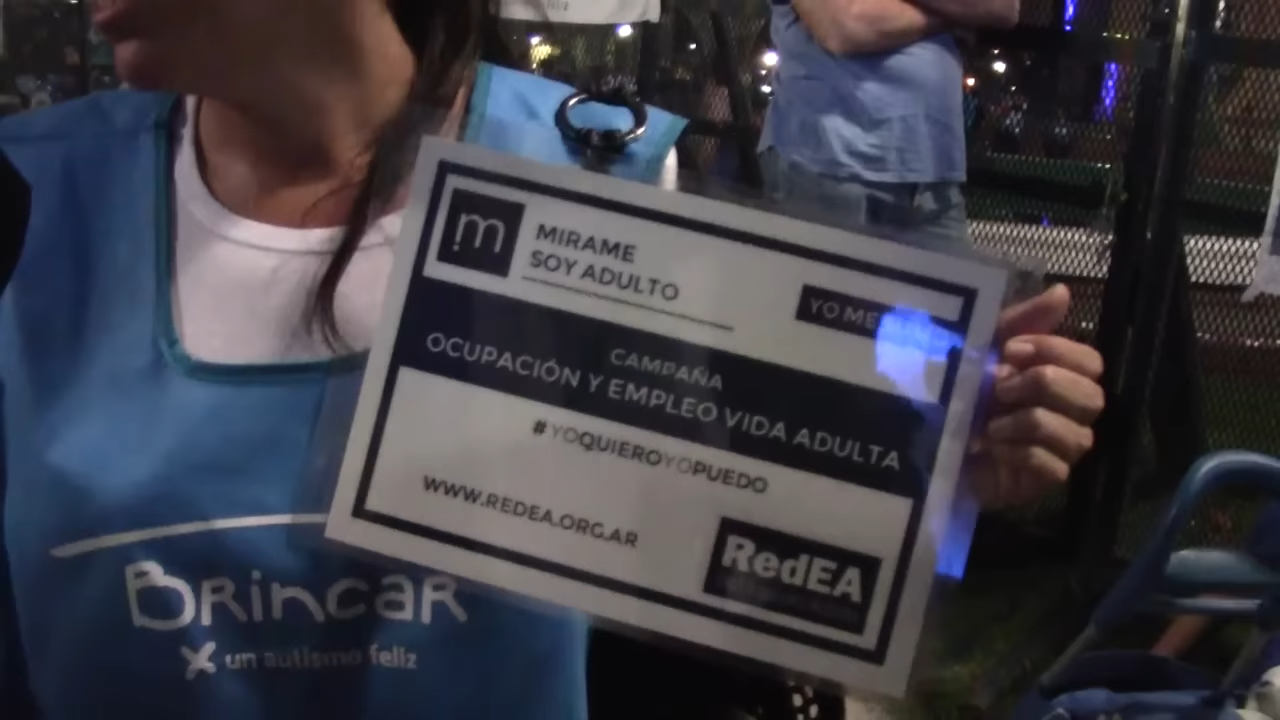 m
MIRAME
SOY ADULTO
YO ME
CAMPAÑA
OCUPACIÓN Y EMPLEO VIDA ADULTA
#YOQUIEROYOPUEDO
WWW.REDEA.ORG.AR
RedEA
BRincaR
x un autismo feliz